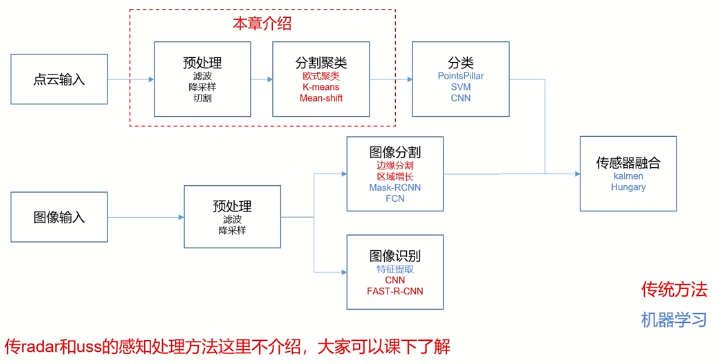 本章介绍
点云输入
预处理
滤波
降采样
切割
分割聚类
欧式聚类
K-means
Mean-shift
分类
PointsPillar
SVM
CNN
图像输入
预处理
滤波
降采样
图像分割
边缘分割
区域增长
Mask-RCNN
FCN
图像识别
特征提取
CNN
FAST-R-CNN
传感器融合
kalmen
Hungary
传统方法
机器学习
传radar和uss的感知处理方法这里不介绍，大家可以课下了解